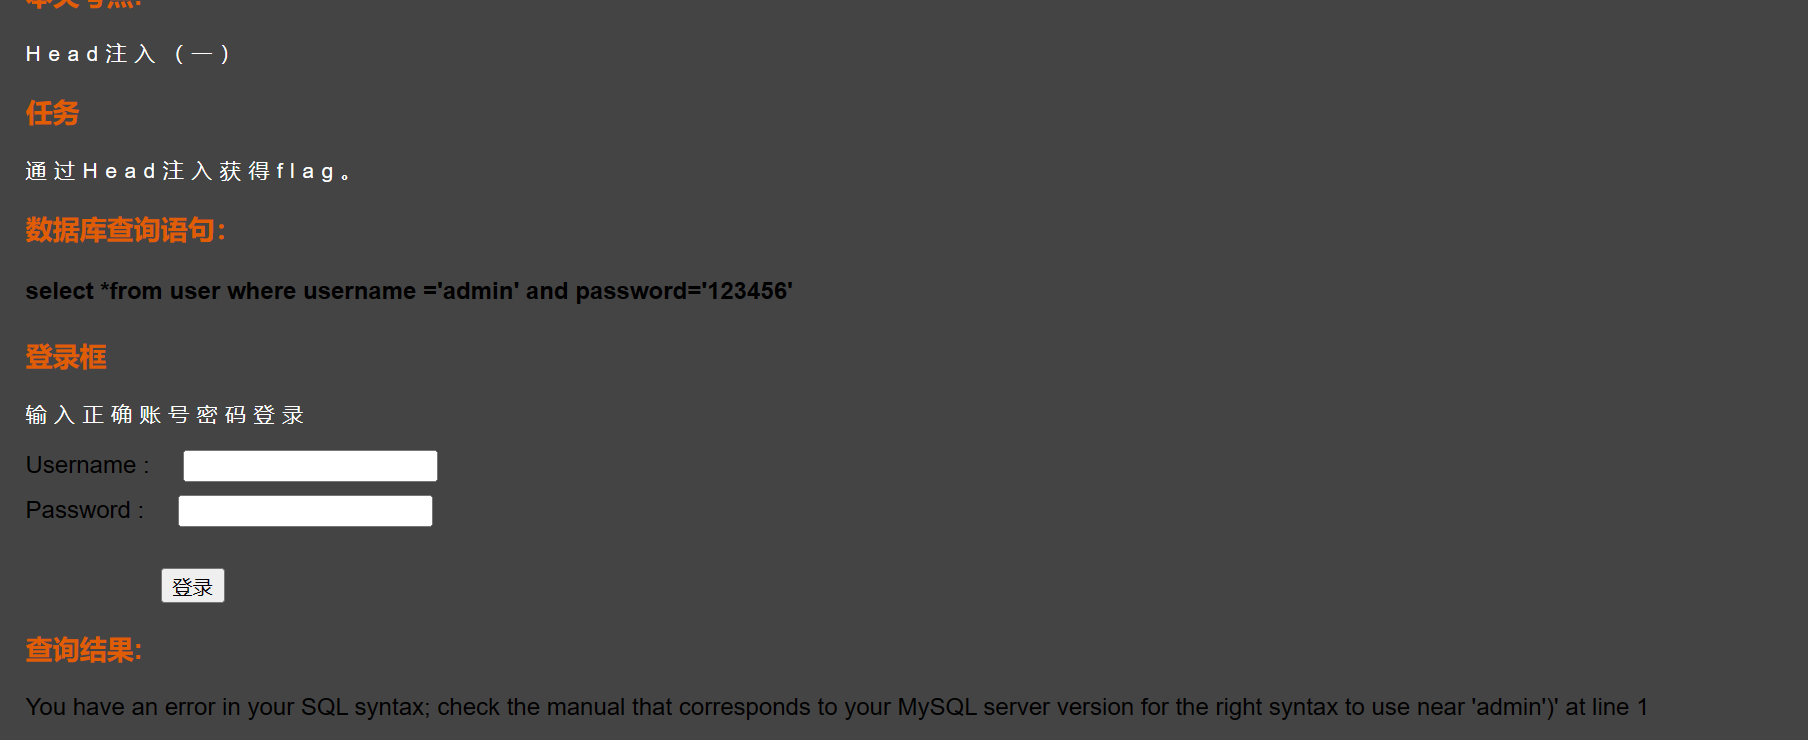 本关考点:
Head注入（一）
任务
通过Head注入获得flag。
数据库查询语句：
select *from user where username ='admin' and password='123456'
登录框
输入正确账号密码登录
Username :
Password :
登录
查询结果:
You have an error in your SQL syntax; check the manual that corresponds to your MySQL server version for the right syntax to use near 'admin')' at line 1